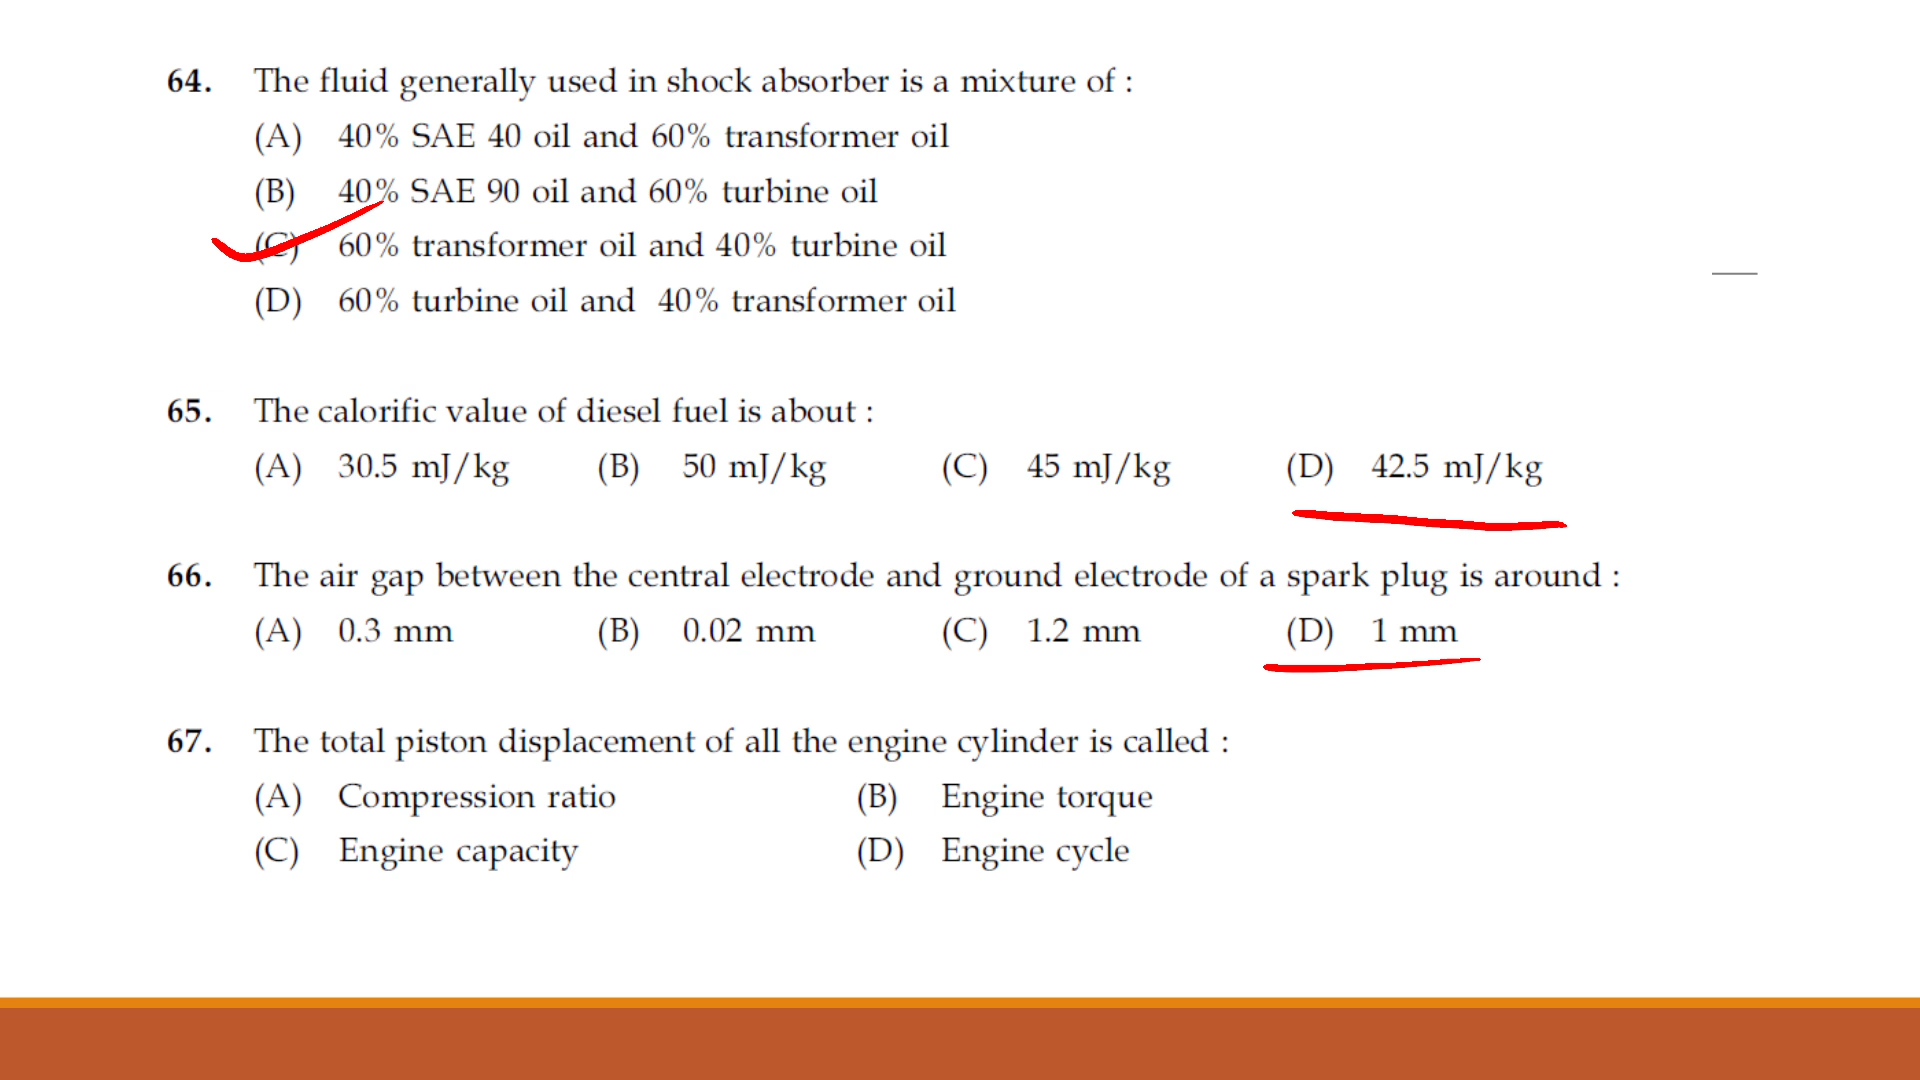 64. The fluid generally used in shock absorber is a mixture of :
(A) 40% SAE 40 oil and 60% transformer oil
(B) 40% SAE 90 oil and 60% turbine oil
(C) 60% transformer oil and 40% turbine oil
(D) 60% turbine oil and 40% transformer oil
65. The calorific value of diesel fuel is about :
(A) 30.5 mJ/kg (B) 50 mJ/kg (C) 45 mJ/kg (D) 42.5 mJ/kg
66. The air gap between the central electrode and ground electrode of a spark plug is around :
(A) 0.3 mm (B) 0.02 mm (C) 1.2 mm (D) 1 mm
67. The total piston displacement of all the engine cylinder is called :
(A) Compression ratio (B) Engine torque
(C) Engine capacity (D) Engine cycle